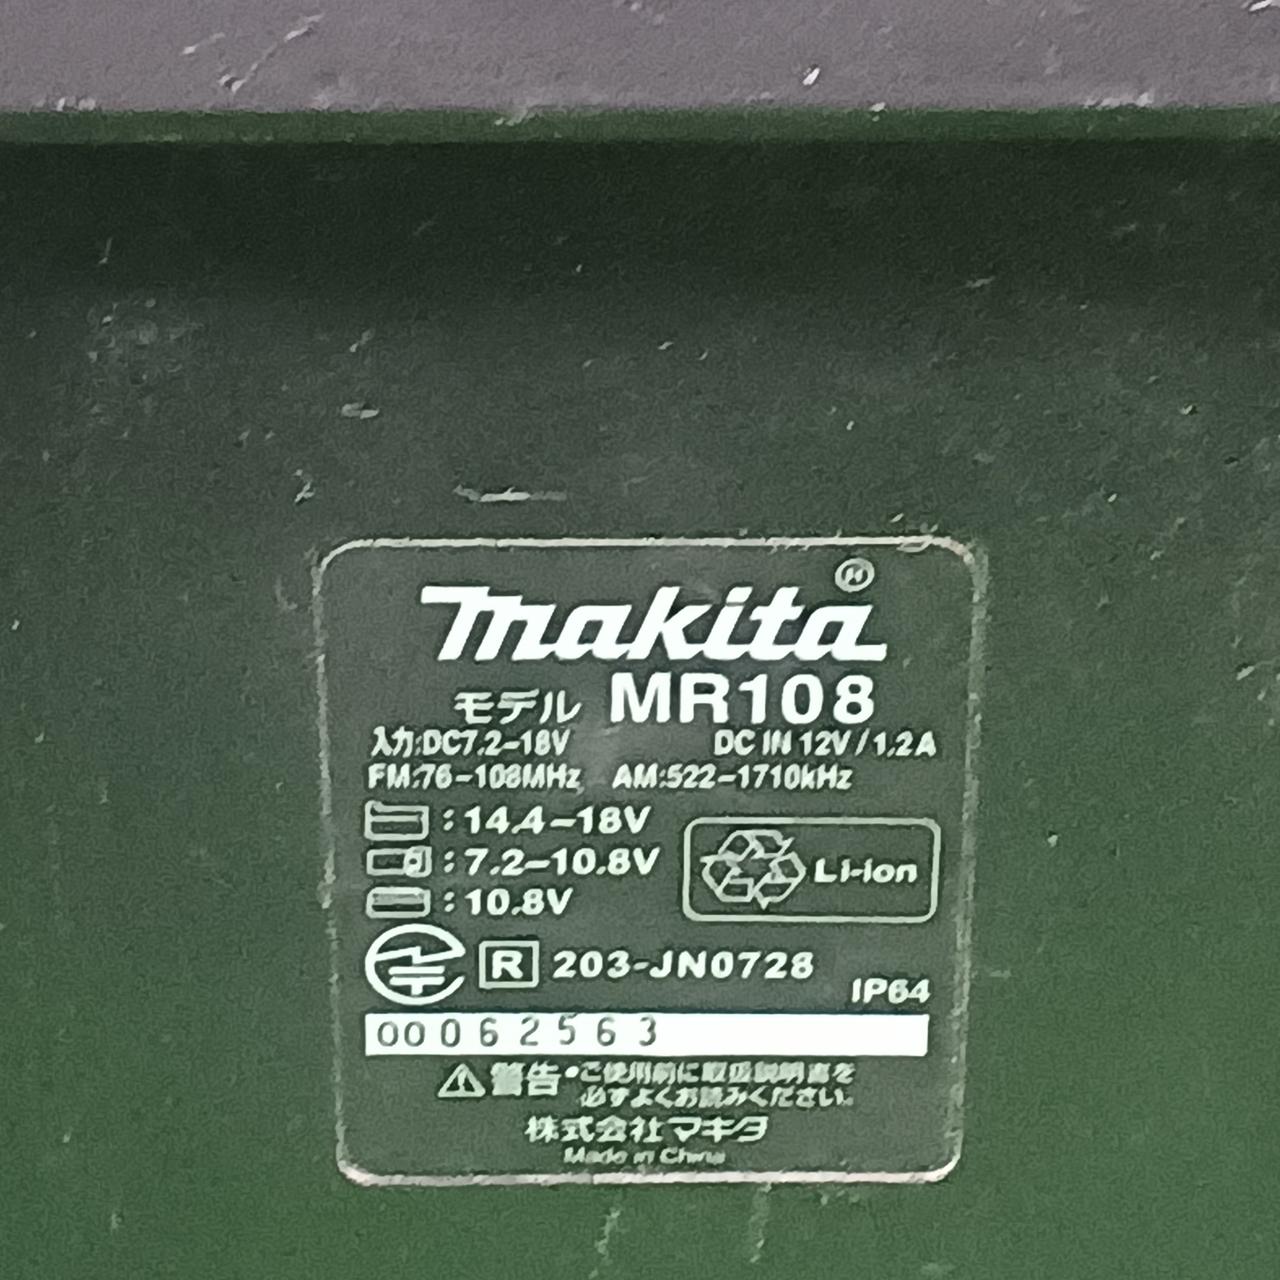 makita®
モデル MR108
入力:DC7.2-18V DC IN 12V/1.2A
FM:76-108MHz AM:522-1710kHz
:14.4-18V
:7.2-10.8V
:10.8V
Li-ion
R 203-JN0728
IP64
00062563
警告・ご使用前に取扱説明書を
必ずよくお読みください。
株式会社マキタ
Made in China